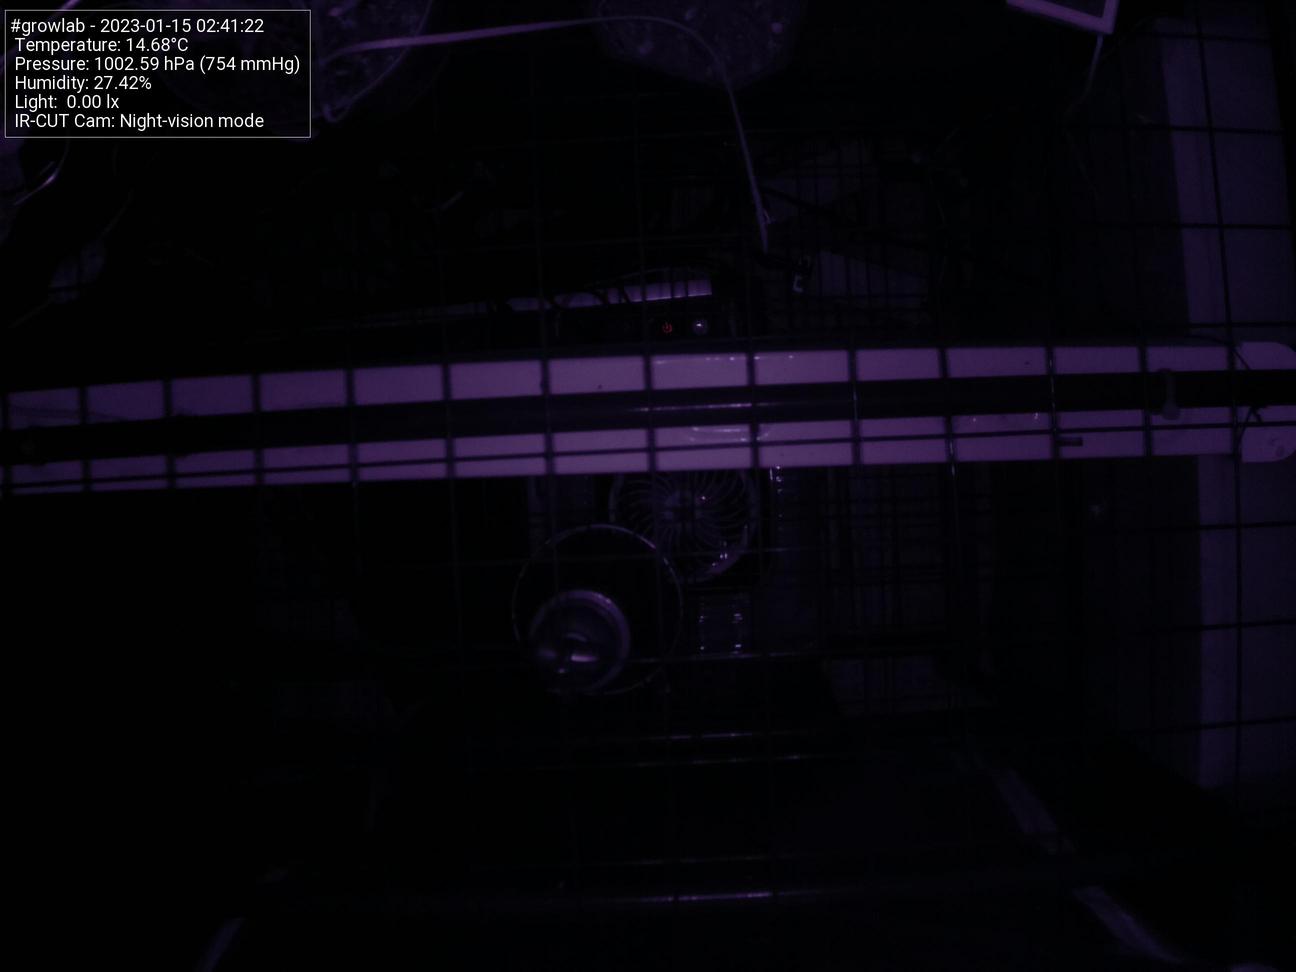 #growlab - 2023-01-15 02:41:22
Temperature: 14.68°C
Pressure: 1002.59 hPa (754 mmHg)
Humidity: 27.42%
Light: 0.00 lx
IR-CUT Cam: Night-vision mode